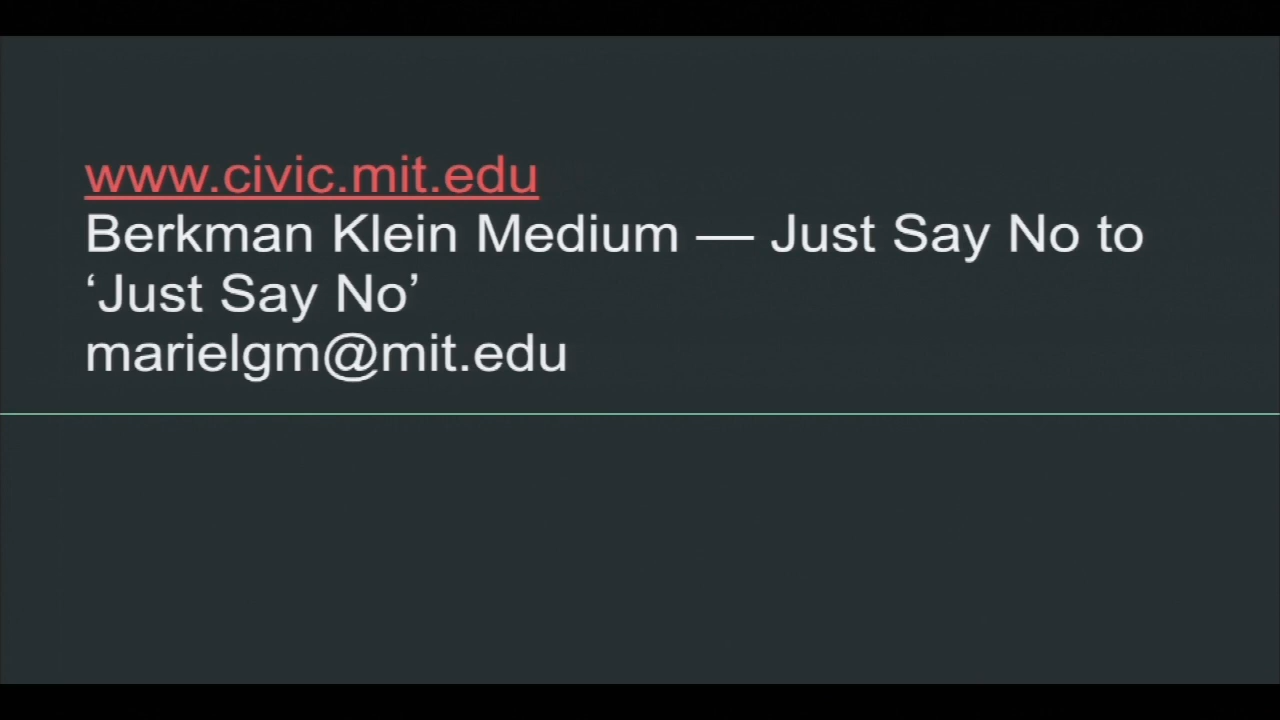 www.civic.mit.edu
Berkman Klein Medium — Just Say No to
‘Just Say No’
marielgm@mit.edu